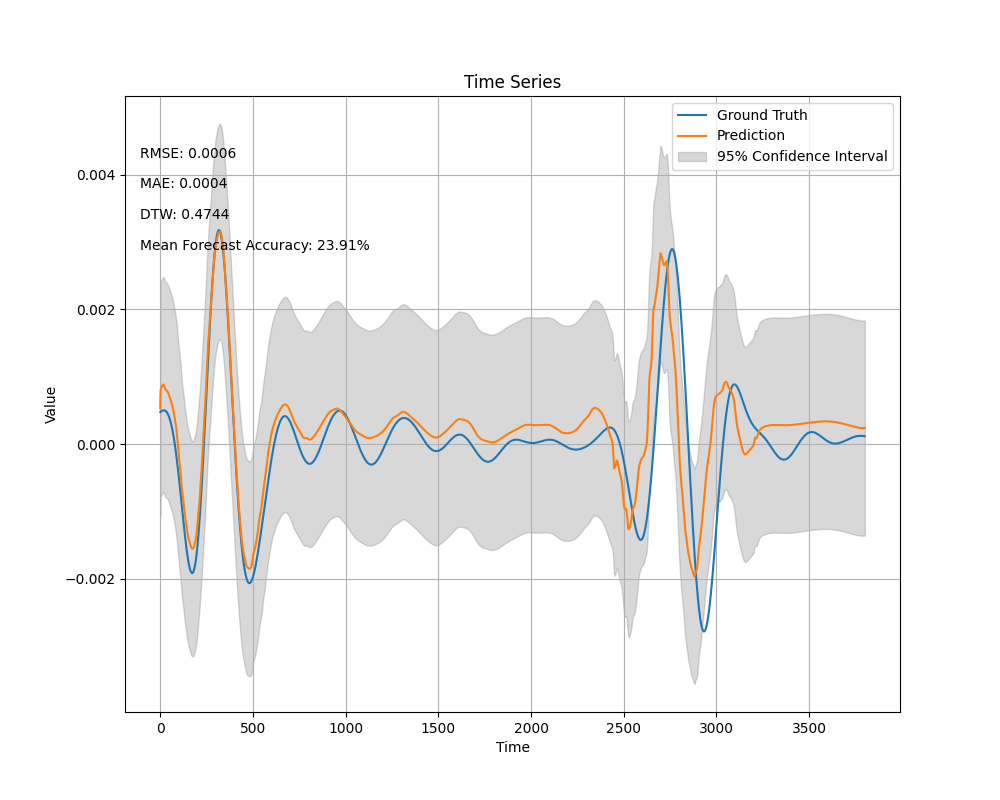 Time Series
Ground Truth
Prediction
95% Confidence Interval
RMSE: 0.0006
MAE: 0.0004
DTW: 0.4744
Mean Forecast Accuracy: 23.91%
Value
0.004
0.002
0.000
−0.002
0 500 1000 1500 2000 2500 3000 3500
Time